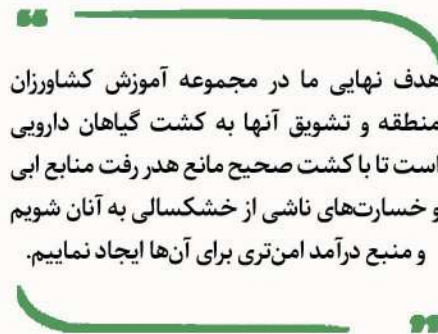 هدف نهایی ما در مجموعه آموزش کشاورزان
منطقه و تشویق آنها به کشت گیاهان دارویی
است تا با کشت صحیح مانع هدر رفت منابع ابی
و خسارت‌های ناشی از خشکسالی به آنان شویم
و منبع درآمد امن‌تری برای آن‌ها ایجاد نماییم.